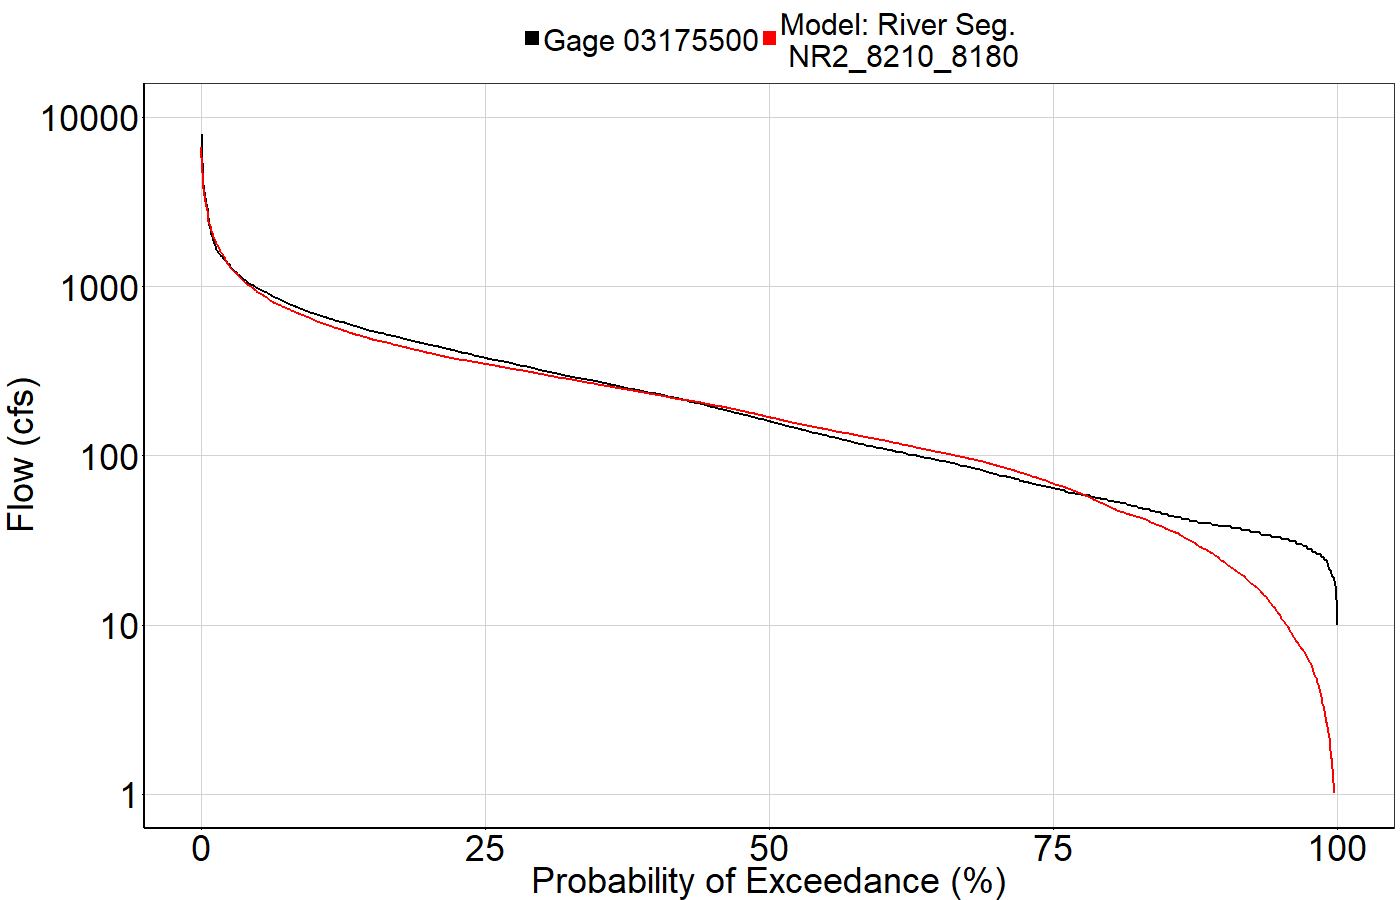 Gage 03175500
Model: River Seg.
NR2_8210_8180
10000
1000
100
10
1
Flow (cfs)
0 25 50 75 100
Probability of Exceedance (%)